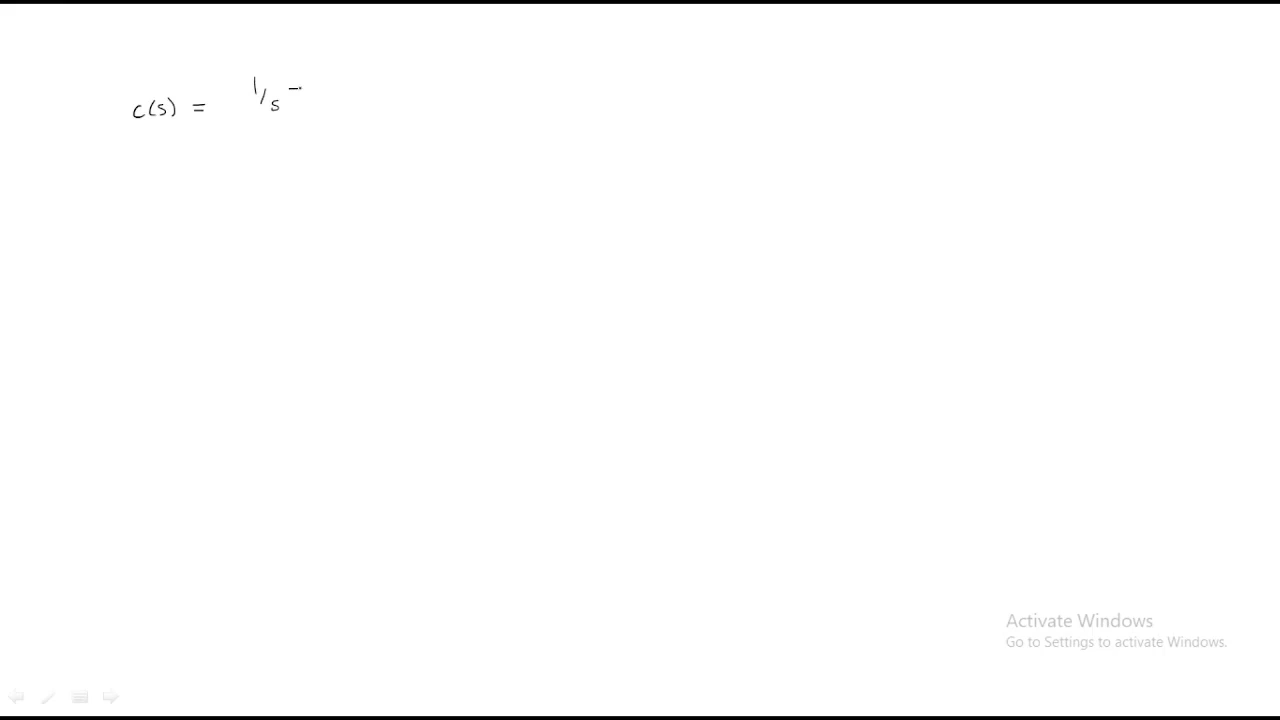 c(s) = 1/s -
Activate Windows
Go to Settings to activate Windows.